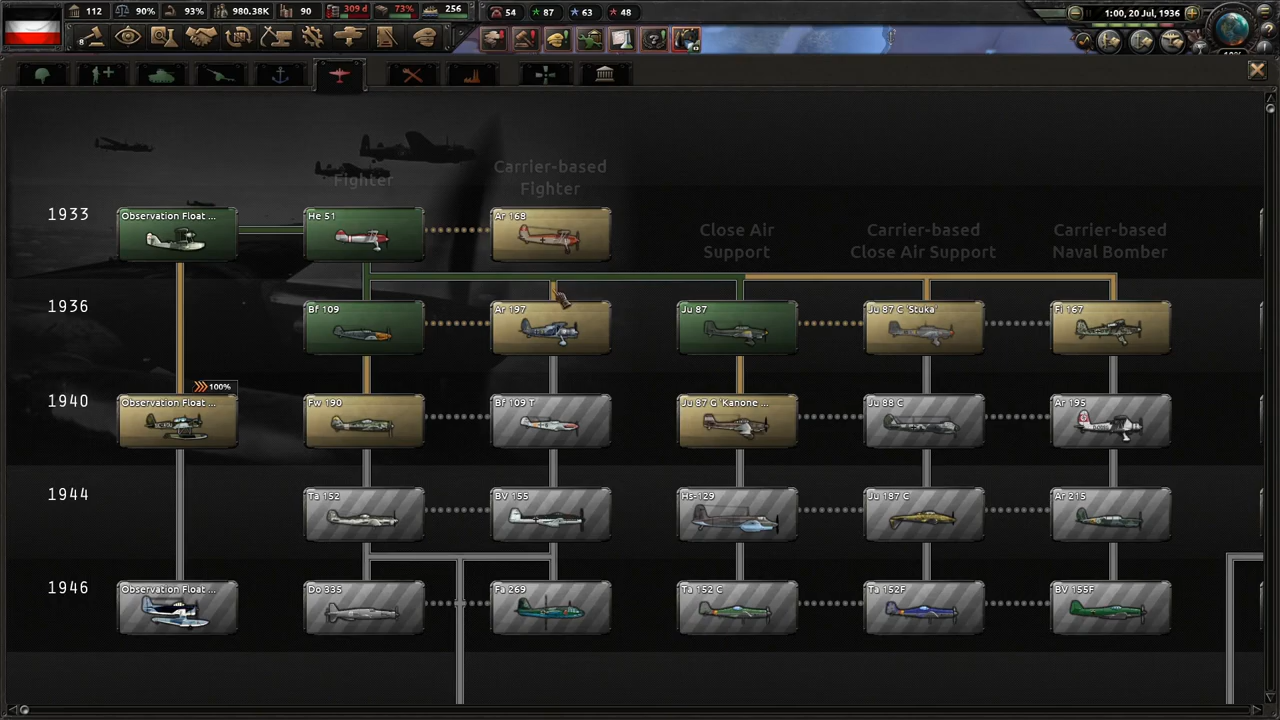 112 90% 93% 980.38K 90 309 d 73% 256 54 87 63 48 1:00, 20 Jul, 1936
8
Fighter
Carrier-based
Fighter
1933
Observation Float ... He 51 Ar 168
Close Air
Support
Carrier-based
Close Air Support
Carrier-based
Naval Bomber
1936
Bf 109 Ar 197 Ju 87 Ju 87 C 'Stuka' Fi 167
100%
1940
Observation Float ... Fw 190 Bf 109 T Ju 87 G 'Kanone ... Ju 88 C Ar 195
1944
Ta 152 BV 155 Hs-129 Ju 187 C Ar 215
1946
Observation Float ... Do 335 Fa 269 Ta 152 C Ta 152F BV 155F